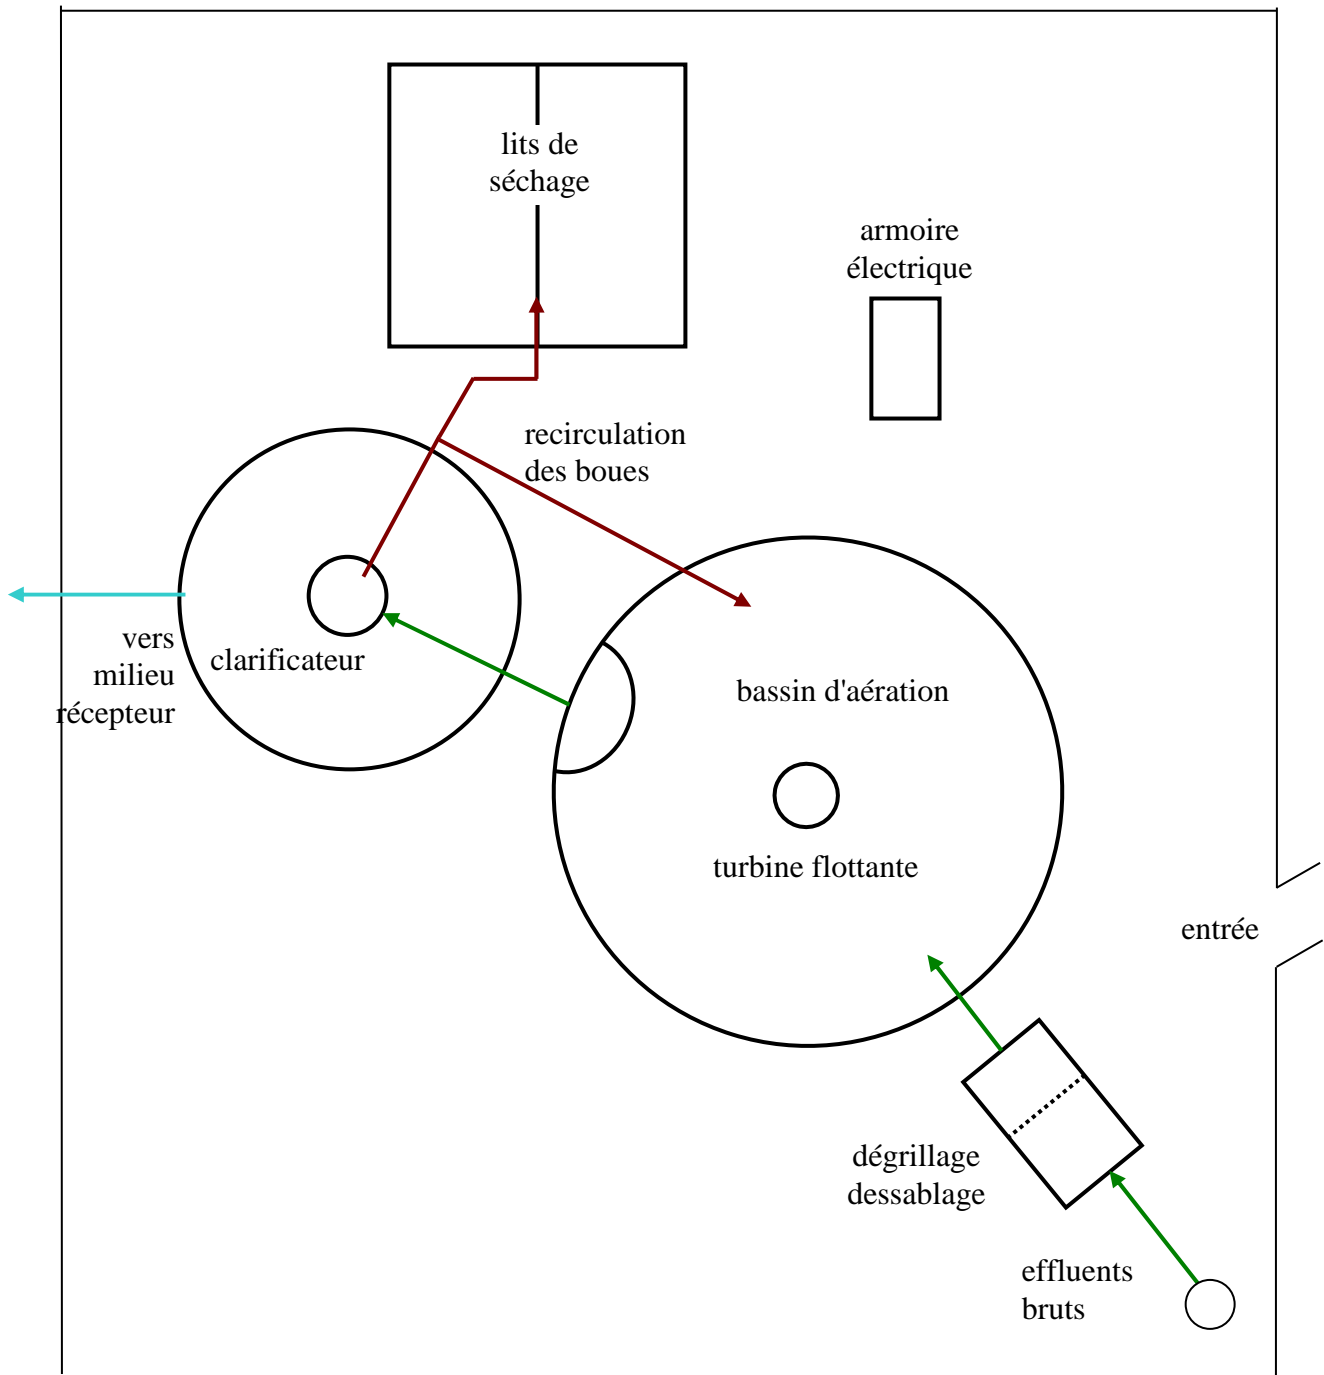 lits de
séchage
armoire
électrique
recirculation
des boues
vers
milieu
récepteur
clarificateur
bassin d'aération
turbine flottante
entrée
dégrillage
dessablage
effluents
bruts